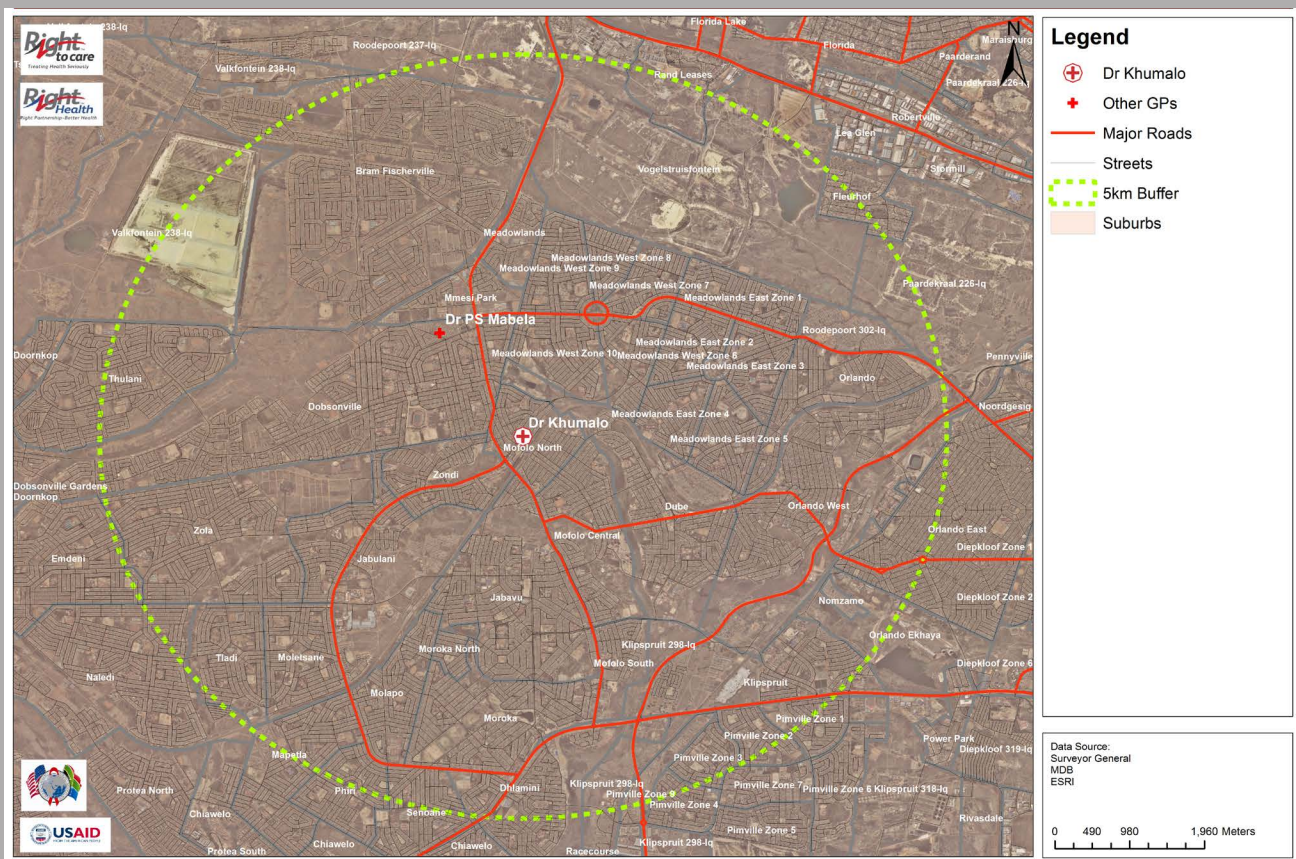 Right
to care
Treating Health Seriously
Right
Health
Right Partnership-Better Health
238-Iq
Roodepoort 237-Iq
Valkfontein 238-Iq
Florida Lake
Florida
N
Maraisburg
Paarderand
Paardekraal 226-Iq
Rand Leases
Robertville
Lea Glen
Stormill
Bram Fischerville
Vogelstruisfontein
Fleurhof
Valkfontein 238-Iq
Meadowlands
Meadowlands West Zone 8
Meadowlands West Zone 9
Meadowlands West Zone 7
Paardekraal 226-Iq
Mmesi Park
Meadowlands East Zone 1
Dr PS Mabela
Roodepoort 302-Iq
Meadowlands East Zone 2
Meadowlands West Zone 10
Meadowlands West Zone 6
Meadowlands East Zone 3
Pennyville
Doornkop
Thulani
Orlando
Dobsonville
Noordgesig
Meadowlands East Zone 4
Dr Khumalo
Meadowlands East Zone 5
Mofolo North
Zondi
Dobsonville Gardens
Doornkop
Dube
Orlando West
Zola
Mofolo Central
Orlando East
Diepkloof Zone 1
Emdeni
Jabulani
Jabavu
Nomzamo
Diepkloof Zone 2
Orlando Ekhaya
Klipspruit 298-Iq
Moroka North
Tladi
Moletsane
Mofolo South
Diepkloof Zone 6
Naledi
Molapo
Klipspruit
Moroka
Pimville Zone 1
Pimville Zone 2
Power Park
Diepkloof 319-Iq
Mapetla
Pimville Zone 3
Protea North
Phiri
Dhlamini
Klipspruit 298-Iq
Pimville Zone 9
Pimville Zone 7
Pimville Zone 6
Klipspruit 318-Iq
Pimville Zone 4
Chiawelo
Senoane
Rivasdale
Pimville Zone 5
Chiawelo
Chiawelo
Klipspruit 298-Iq
Protea South
Racecourse
USAID
FROM THE AMERICAN PEOPLE
Legend
Dr Khumalo
Other GPs
Major Roads
Streets
5km Buffer
Suburbs
Data Source:
Surveyor General
MDB
ESRI
0 490 980 1,960 Meters